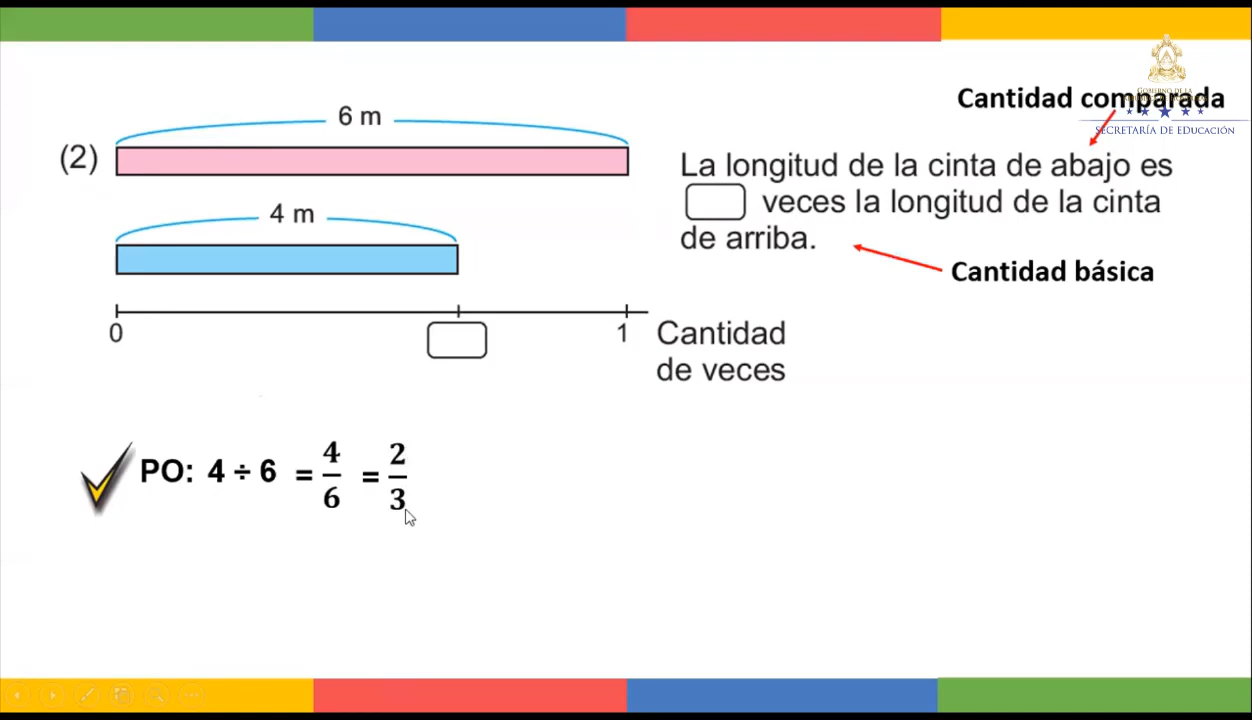 Cantidad comparada
SECRETARÍA DE EDUCACIÓN
6 m
(2)
La longitud de la cinta de abajo es
veces la longitud de la cinta
de arriba.
4 m
Cantidad básica
0
1
Cantidad
de veces
PO: 4 ÷ 6 = 4/6 = 2/3